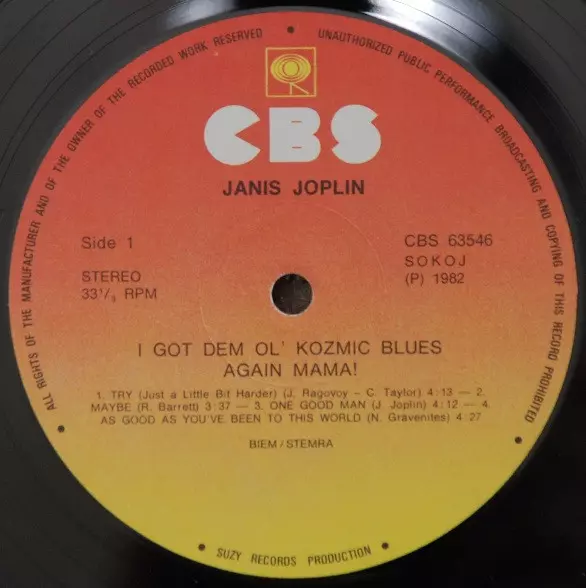 ALL RIGHTS OF THE MANUFACTURER AND OF THE OWNER OF THE RECORDED WORK RESERVED • UNAUTHORIZED PUBLIC PERFORMANCE BROADCASTING AND COPYING OF THIS RECORD PROHIBITED
CBS
JANIS JOPLIN
Side 1
STEREO
33 1/3 RPM
CBS 63546
SOKOJ
(P) 1982
I GOT DEM OL' KOZMIC BLUES
AGAIN MAMA!
1. TRY (Just a Little Bit Harder) (J. Ragovoy – C. Taylor) 4:13 — 2.
MAYBE (R. Barrett) 3:37 — 3. ONE GOOD MAN (J. Joplin) 4:12 — 4.
AS GOOD AS YOU'VE BEEN TO THIS WORLD (N. Gravenites) 4:27
BIEM/STEMRA
• SUZY RECORDS PRODUCTION •